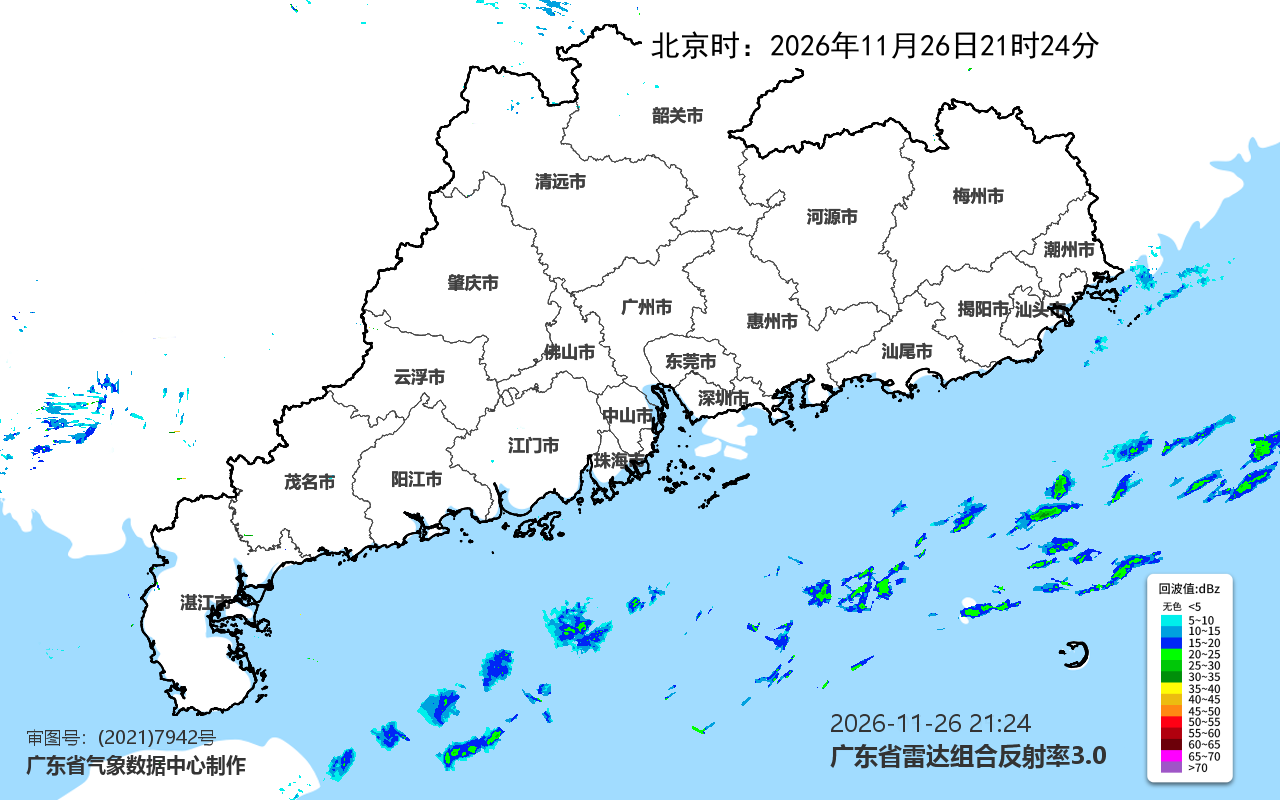 北京时：2026年11月26日21时24分
韶关市
清远市
梅州市
河源市
潮州市
肇庆市
广州市
揭阳市
汕头市
惠州市
佛山市
汕尾市
东莞市
云浮市
深圳市
中山市
江门市
珠海市
阳江市
茂名市
湛江市
回波值:dBz
无色 <5
5~10
10~15
15~20
20~25
25~30
30~35
35~40
40~45
45~50
50~55
55~60
60~65
65~70
>70
2026-11-26 21:24
广东省雷达组合反射率3.0
审图号：(2021)7942号
广东省气象数据中心制作